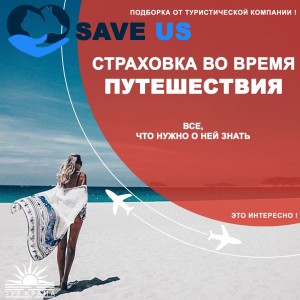 ПОДБОРКА ОТ ТУРИСТИЧЕСКОЙ КОМПАНИИ !
SAVE US
СТРАХОВКА ВО ВРЕМЯ
ПУТЕШЕСТВИЯ
ВСЕ,
ЧТО НУЖНО О НЕЙ ЗНАТЬ
ЭТО ИНТЕРЕСНО !